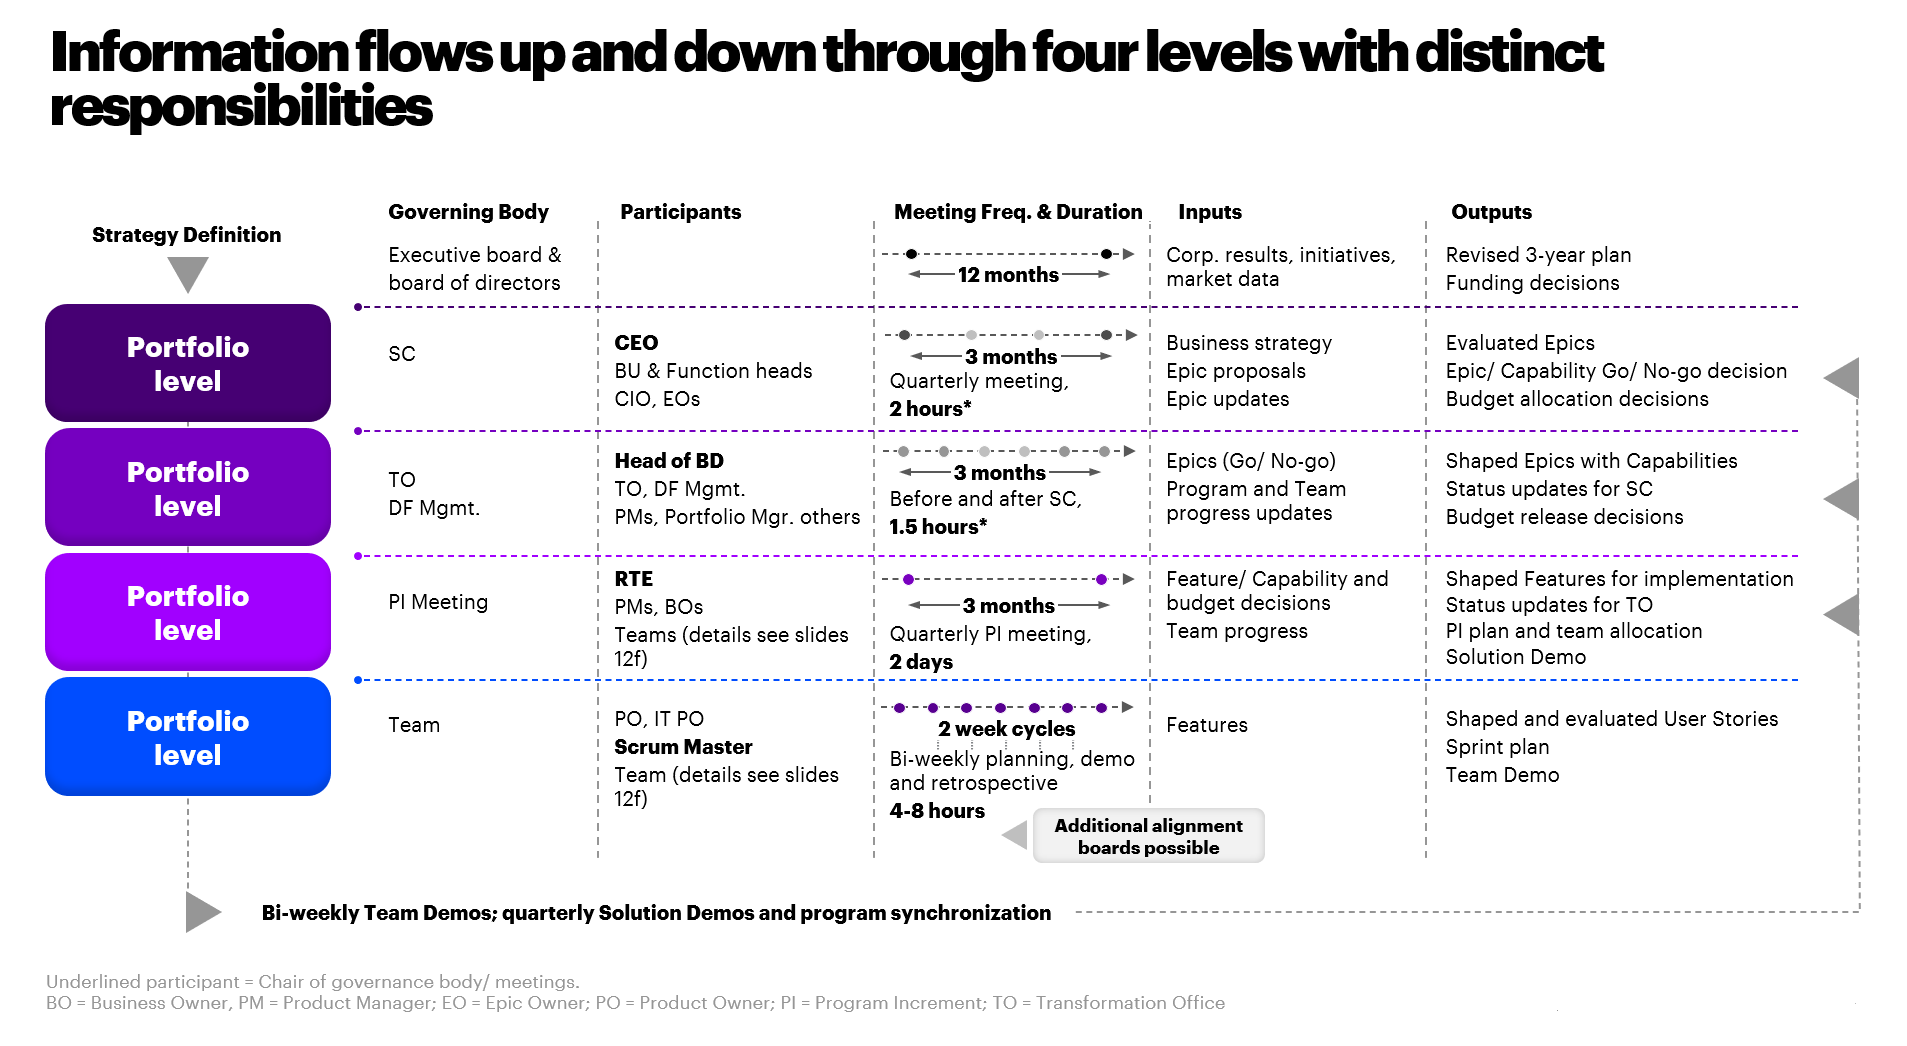 Information flows up and down through four levels with distinct
responsibilities
Strategy Definition
Governing Body
Participants
Meeting Freq. & Duration
Inputs
Outputs
Executive board &
board of directors
12 months
Corp. results, initiatives,
market data
Revised 3-year plan
Funding decisions
Portfolio
level
SC
CEO
BU & Function heads
CIO, EOs
3 months
Quarterly meeting,
2 hours*
Business strategy
Epic proposals
Epic updates
Evaluated Epics
Epic/ Capability Go/ No-go decision
Budget allocation decisions
Portfolio
level
TO
DF Mgmt.
Head of BD
TO, DF Mgmt.
PMs, Portfolio Mgr. others
3 months
Before and after SC,
1.5 hours*
Epics (Go/ No-go)
Program and Team
progress updates
Shaped Epics with Capabilities
Status updates for SC
Budget release decisions
Portfolio
level
PI Meeting
RTE
PMs, BOs
Teams (details see slides
12f)
3 months
Quarterly PI meeting,
2 days
Feature/ Capability and
budget decisions
Team progress
Shaped Features for implementation
Status updates for TO
PI plan and team allocation
Solution Demo
Portfolio
level
Team
PO, IT PO
Scrum Master
Team (details see slides
12f)
2 week cycles
Bi-weekly planning, demo
and retrospective
4-8 hours
Features
Shaped and evaluated User Stories
Sprint plan
Team Demo
Additional alignment
boards possible
Bi-weekly Team Demos; quarterly Solution Demos and program synchronization
Underlined participant = Chair of governance body/ meetings.
BO = Business Owner, PM = Product Manager; EO = Epic Owner; PO = Product Owner; PI = Program Increment; TO = Transformation Office